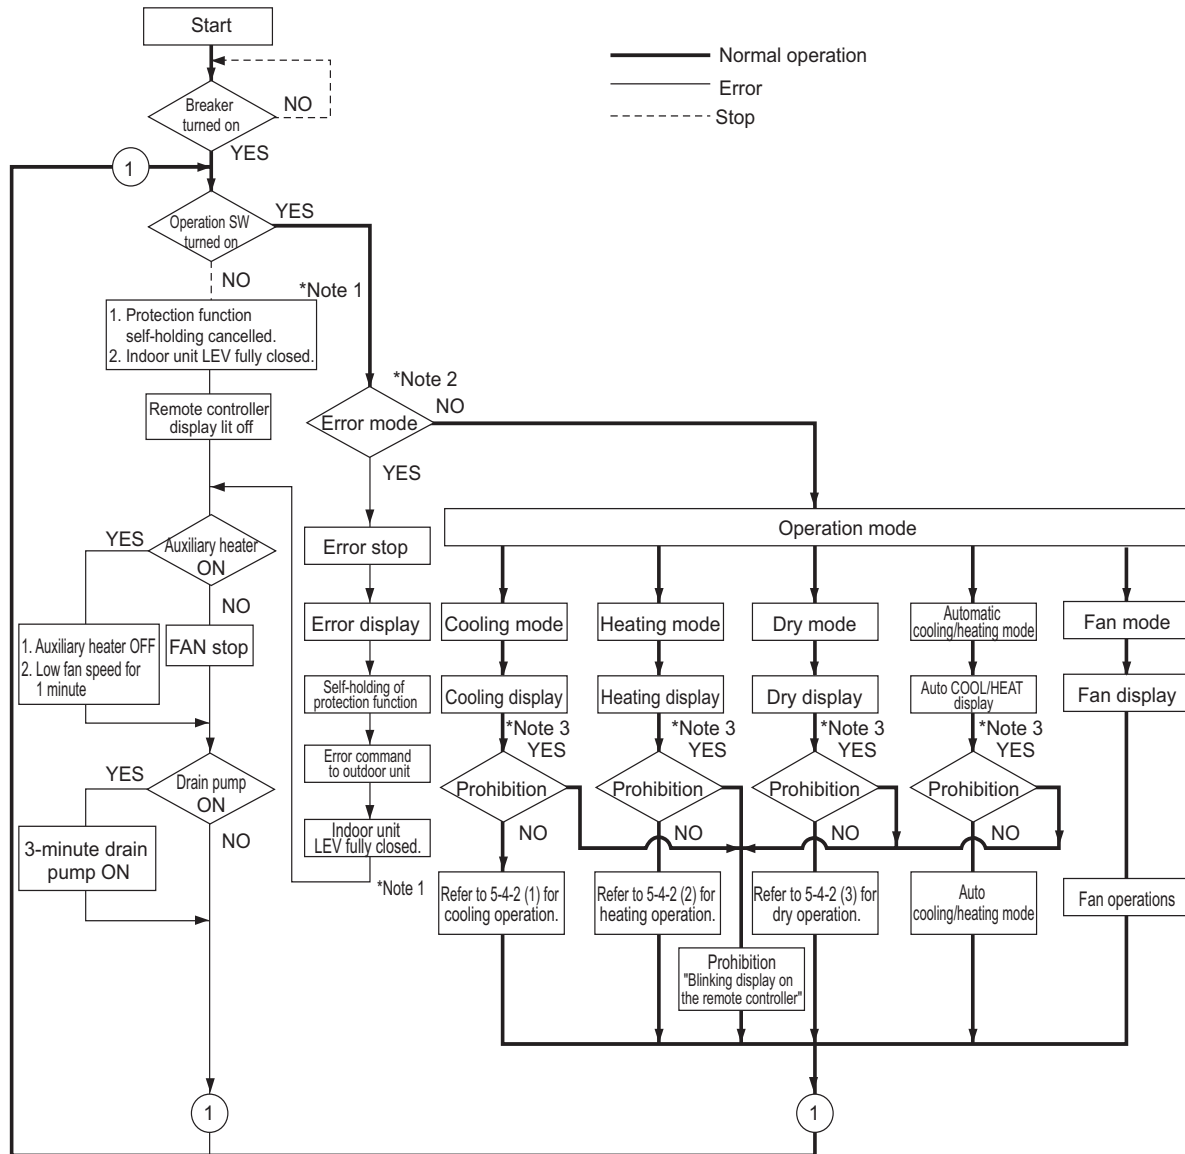 Start
Normal operation
Error
Stop
Breaker
turned on
NO
YES
1
Operation SW
turned on
YES
NO
*Note 1
1. Protection function
self-holding cancelled.
2. Indoor unit LEV fully closed.
Remote controller
display lit off
*Note 2
Error mode
NO
YES
Operation mode
YES
Auxiliary heater
ON
NO
1. Auxiliary heater OFF
2. Low fan speed for
1 minute
FAN stop
YES
Drain pump
ON
NO
3-minute drain
pump ON
Error stop
Error display
Self-holding of
protection function
Error command
to outdoor unit
Indoor unit
LEV fully closed.
*Note 1
Cooling mode
Cooling display
*Note 3
YES
Prohibition
NO
Refer to 5-4-2 (1) for
cooling operation.
Heating mode
Heating display
*Note 3
YES
Prohibition
NO
Refer to 5-4-2 (2) for
heating operation.
Prohibition
"Blinking display on
the remote controller"
Dry mode
Dry display
*Note 3
YES
Prohibition
NO
Refer to 5-4-2 (3) for
dry operation.
Automatic
cooling/heating mode
Auto COOL/HEAT
display
*Note 3
YES
Prohibition
NO
Auto
cooling/heating mode
Fan mode
Fan display
Fan operations
1
1